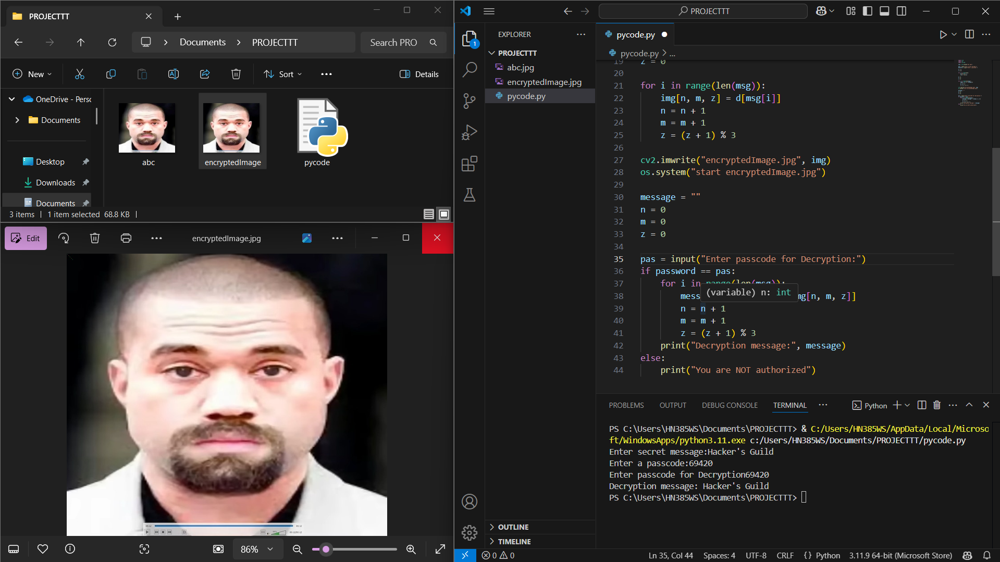 PROJECTTT
Documents > PROJECTTT
Search PRO
New
Sort
Details
OneDrive - Perso
Documents
Desktop
Downloads
Documents
abc
encryptedImage
pycode
3 items | 1 item selected 68.8 KB |
Edit
encryptedImage.jpg
86%
PROJECTTT
EXPLORER
PROJECTTT
abc.jpg
encryptedImage.jpg
pycode.py
OUTLINE
TIMELINE
1
pycode.py
pycode.py > ...
19 z = 0
20
21 for i in range(len(msg)):
22 img[n, m, z] = d[msg[i]]
23 n = n + 1
24 m = m + 1
25 z = (z + 1) % 3
26
27 cv2.imwrite("encryptedImage.jpg", img)
28 os.system("start encryptedImage.jpg")
29
30 message = ""
31 n = 0
32 m = 0
33 z = 0
34
35 pas = input("Enter passcode for Decryption:")
36 if password == pas:
37 for i in range(len(msg)):
(variable) n: int
38 mess mg[n, m, z]]
39 n = n + 1
40 m = m + 1
41 z = (z + 1) % 3
42 print("Decryption message:", message)
43 else:
44 print("You are NOT authorized")
PROBLEMS OUTPUT DEBUG CONSOLE TERMINAL
Python
PS C:\Users\HN385WS\Documents\PROJECTTT> & C:/Users/HN385WS/AppData/Local/Microso
ft/WindowsApps/python3.11.exe c:/Users/HN385WS/Documents/PROJECTTT/pycode.py
Enter secret message:Hacker's Guild
Enter a passcode:69420
Enter passcode for Decryption69420
Decryption message: Hacker's Guild
PS C:\Users\HN385WS\Documents\PROJECTTT>
0 0
Ln 35, Col 44 Spaces: 4 UTF-8 CRLF {} Python 3.11.9 64-bit (Microsoft Store)